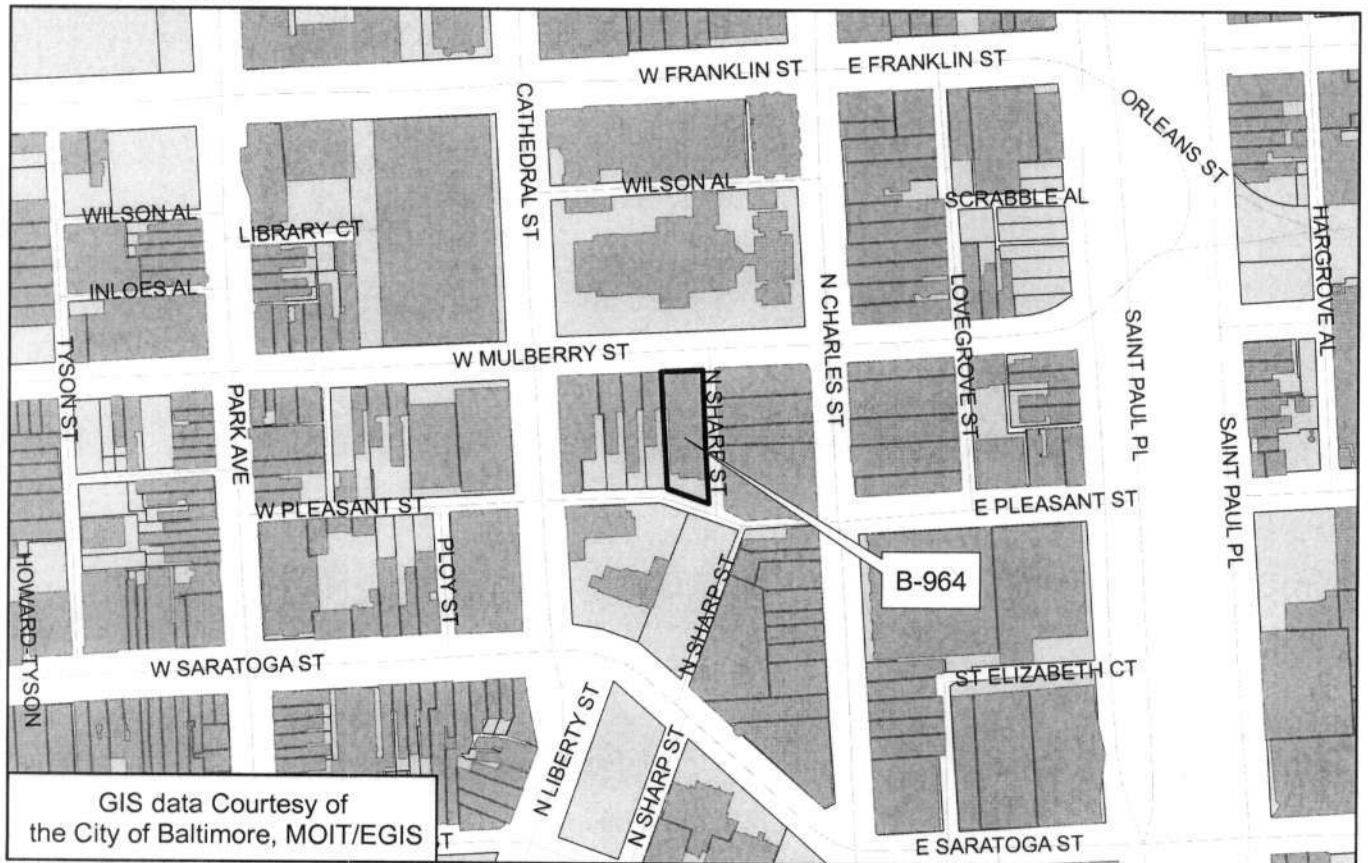 W FRANKLIN ST
E FRANKLIN ST
ORLEANS ST
CATHEDRAL ST
WILSON AL
SCRABBLE AL
WILSON AL
LIBRARY CT
HARGROVE AL
INLOES AL
N CHARLES ST
LOVEGROVE ST
SAINT PAUL PL
W MULBERRY ST
TYSON ST
PARK AVE
N SHARP ST
SAINT PAUL PL
W PLEASANT ST
E PLEASANT ST
PLOY ST
B-964
HOWARD-TYSON
N SHARP ST
W SARATOGA ST
ST ELIZABETH CT
N LIBERTY ST
N SHARP ST
GIS data Courtesy of
the City of Baltimore, MOIT/EGIS
ST
E SARATOGA ST